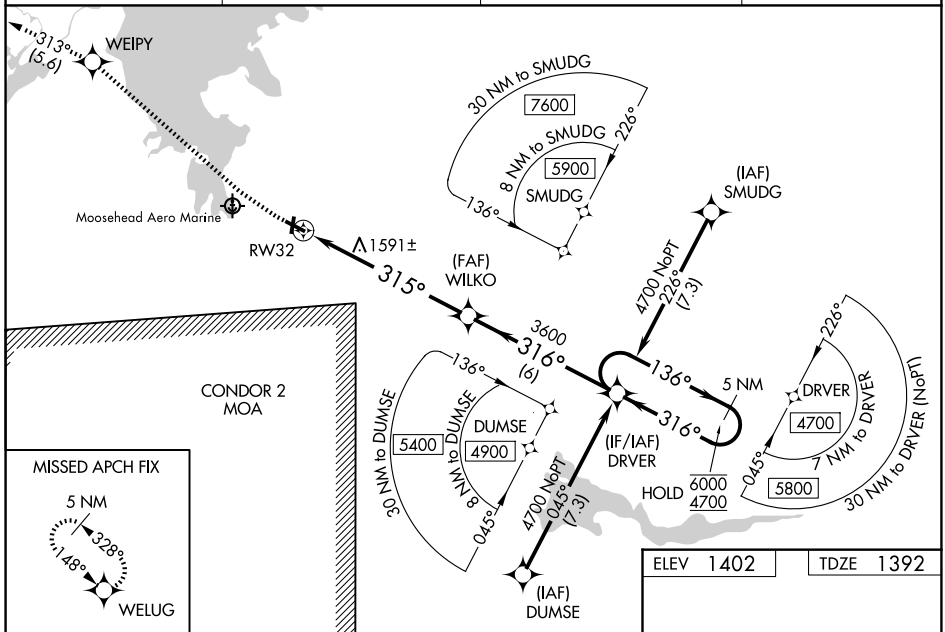 313°
(5.6)
WEIPY
30 NM to SMUDG
7600
8 NM to SMUDG
5900
226°
SMUDG
136°
(IAF)
SMUDG
Moosehead Aero Marine
RW32
1591±
315°
(FAF)
WILKO
4700 NoPT
226°
(7.3)
3600
316°
(6)
136°
5 NM
316°
(IF/IAF)
DRVER
HOLD
6000
4700
226°
DRVER
4700
7 NM to DRVER
045°
5800
30 NM to DRVER (NoPT)
CONDOR 2
MOA
136°
30 NM to DUMSE
5400
8 NM to DUMSE
4900
DUMSE
045°
4700 NoPT
045°
(7.3)
(IAF)
DUMSE
MISSED APCH FIX
5 NM
328°
148°
WELUG
ELEV 1402
TDZE 1392